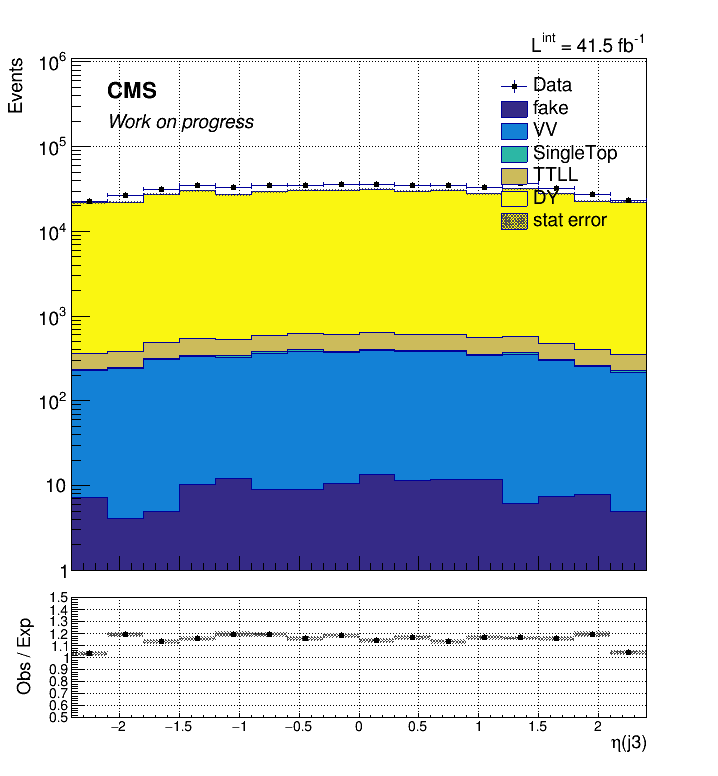 L^int = 41.5 fb^-1
Events
10^6
10^5
10^4
10^3
10^2
10
1
CMS
Work on progress
Data
fake
VV
SingleTop
TTLL
DY
stat error
Obs / Exp
1.5
1.4
1.3
1.2
1.1
1
0.9
0.8
0.7
0.6
0.5
−2 −1.5 −1 −0.5 0 0.5 1 1.5 2
η(j3)